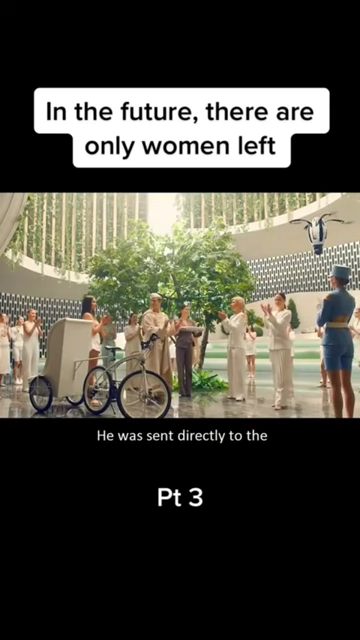 In the future, there are
only women left
He was sent directly to the
Pt 3